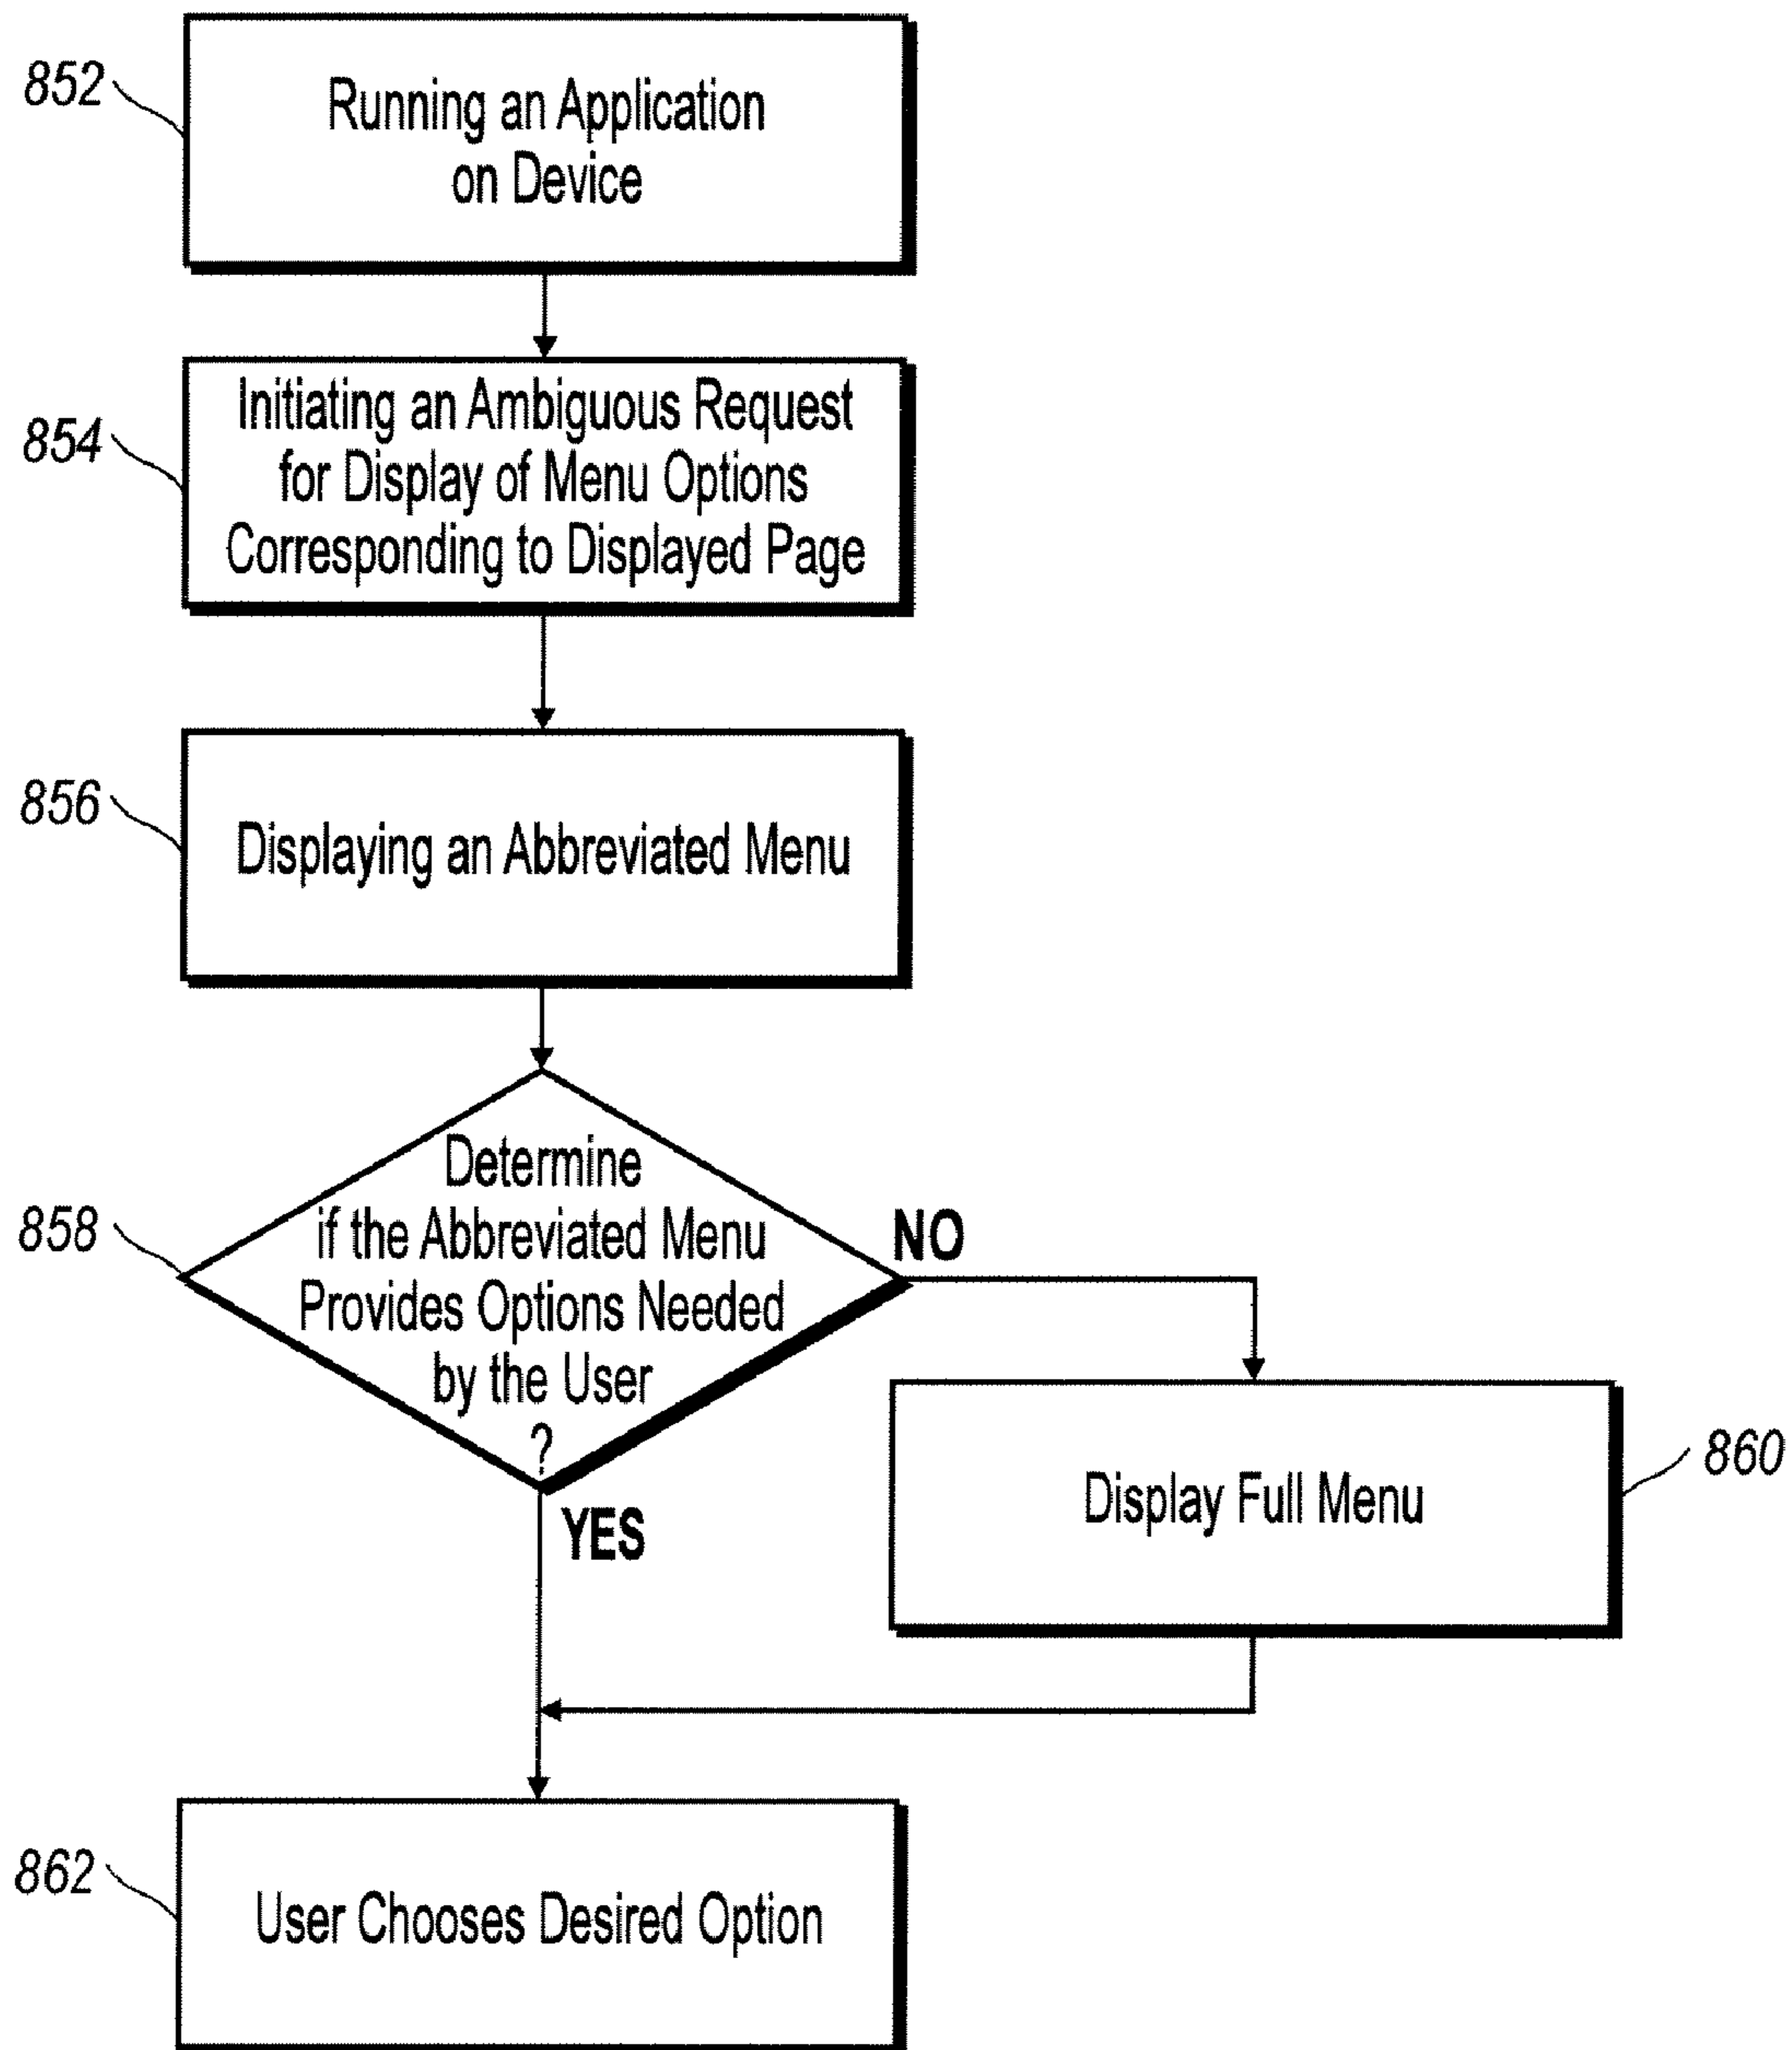 852
Running an Application
on Device
854
Initiating an Ambiguous Request
for Display of Menu Options
Corresponding to Displayed Page
856
Displaying an Abbreviated Menu
858
Determine
if the Abbreviated Menu
Provides Options Needed
by the User
?
NO
YES
860
Display Full Menu
862
User Chooses Desired Option